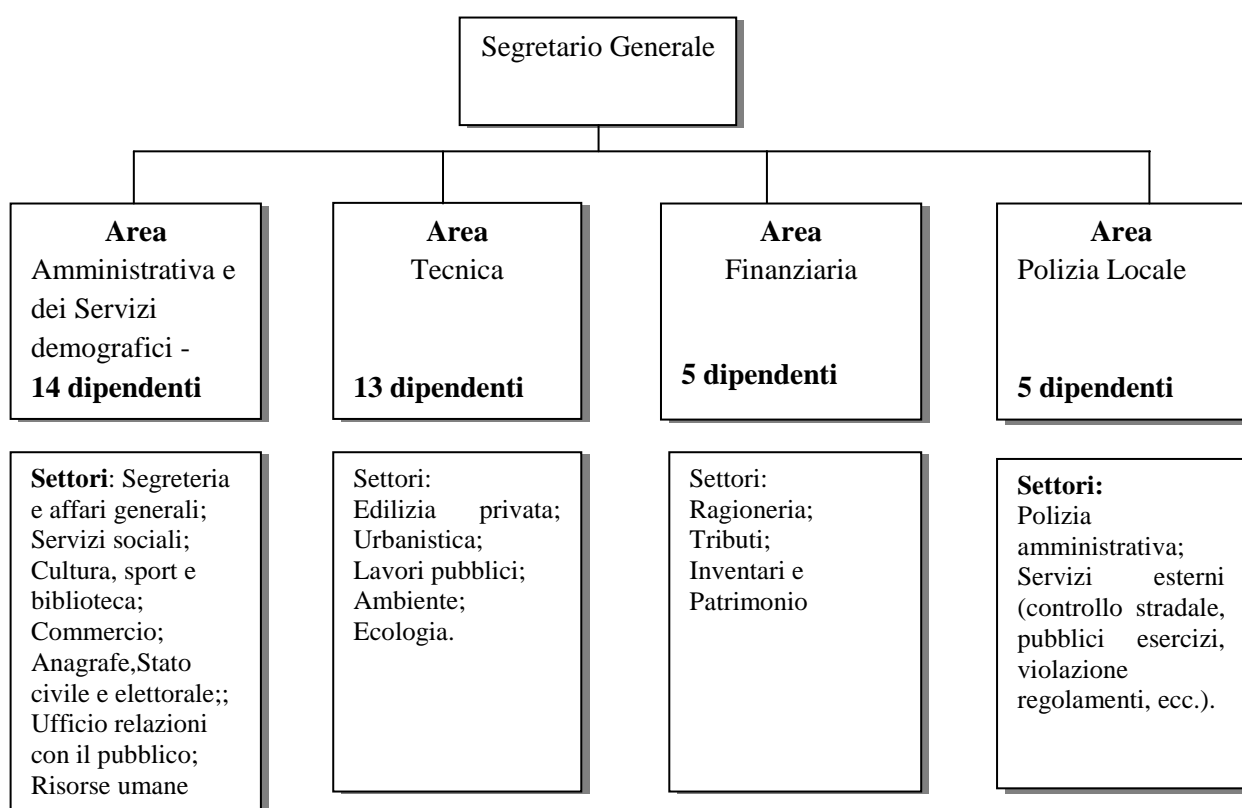 Segretario Generale
Area
Amministrativa e
dei Servizi
demografici -
14 dipendenti
Area
Tecnica
13 dipendenti
Area
Finanziaria
5 dipendenti
Area
Polizia Locale
5 dipendenti
Settori: Segreteria
e affari generali;
Servizi sociali;
Cultura, sport e
biblioteca;
Commercio;
Anagrafe,Stato
civile e elettorale;;
Ufficio relazioni
con il pubblico;
Risorse umane
Settori:
Edilizia privata;
Urbanistica;
Lavori pubblici;
Ambiente;
Ecologia.
Settori:
Ragioneria;
Tributi;
Inventari e
Patrimonio
Settori:
Polizia
amministrativa;
Servizi esterni
(controllo stradale,
pubblici esercizi,
violazione
regolamenti, ecc.).